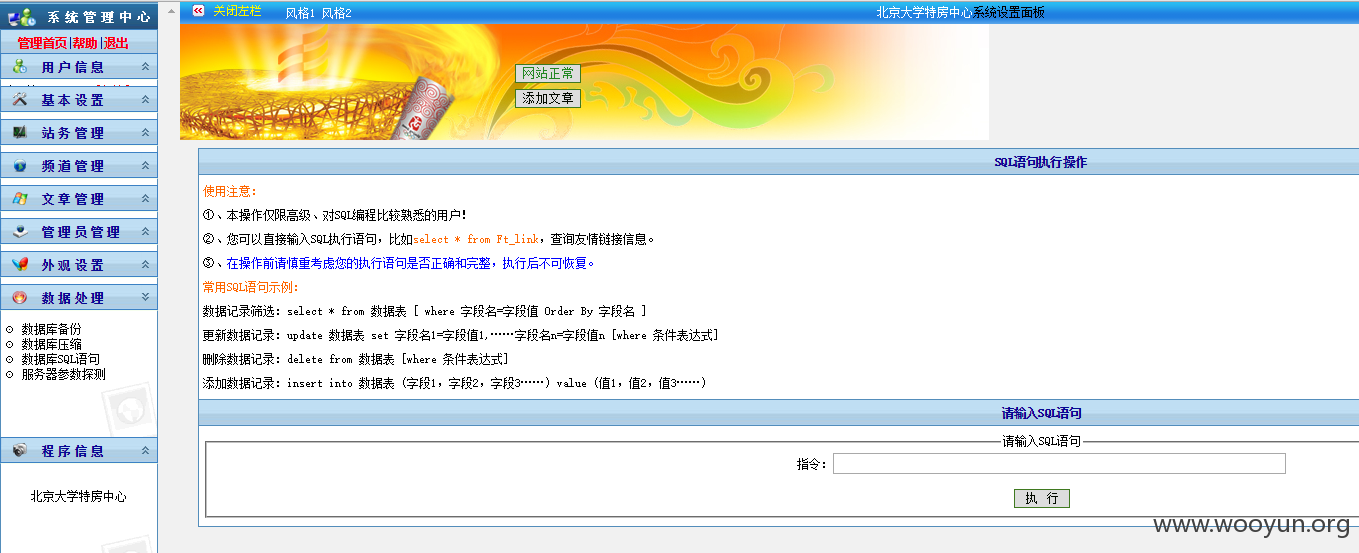 系统管理中心
管理首页|帮助|退出
用户信息
基本设置
站务管理
频道管理
文章管理
管理员管理
外观设置
数据处理
数据库备份
数据库压缩
数据库SQL语句
服务器参数探测
程序信息
北京大学特房中心
关闭左栏 风格1 风格2
北京大学特房中心系统设置面板
网站正常
添加文章
SQL语句执行操作
使用注意:
①、本操作仅限高级、对SQL编程比较熟悉的用户!
②、您可以直接输入SQL执行语句,比如select * from Ft_link,查询友情链接信息。
③、在操作前请慎重考虑您的执行语句是否正确和完整,执行后不可恢复。
常用SQL语句示例:
数据记录筛选: select * from 数据表 [ where 字段名=字段值 Order By 字段名 ]
更新数据记录: update 数据表 set 字段名1=字段值1,……字段名n=字段值n [where 条件表达式]
删除数据记录: delete from 数据表 [where 条件表达式]
添加数据记录: insert into 数据表 (字段1, 字段2, 字段3……) value (值1, 值2, 值3……)
请输入SQL语句
请输入SQL语句
指令:
执 行
www.wooyun.org